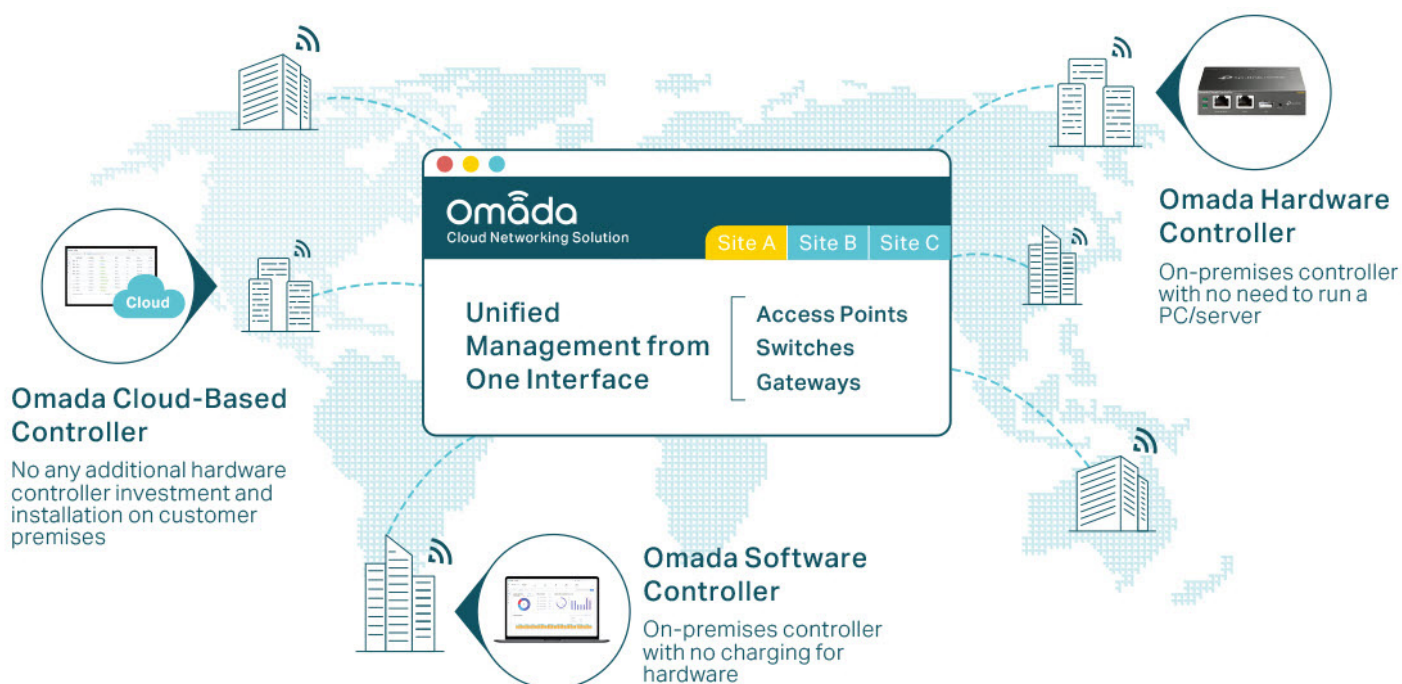 Omada
Cloud Networking Solution
Site A
Site B
Site C
Unified
Management from
One Interface
Access Points
Switches
Gateways
Omada Hardware
Controller
On-premises controller
with no need to run a
PC/server
Cloud
Omada Cloud-Based
Controller
No any additional hardware
controller investment and
installation on customer
premises
Omada Software
Controller
On-premises controller
with no charging for
hardware